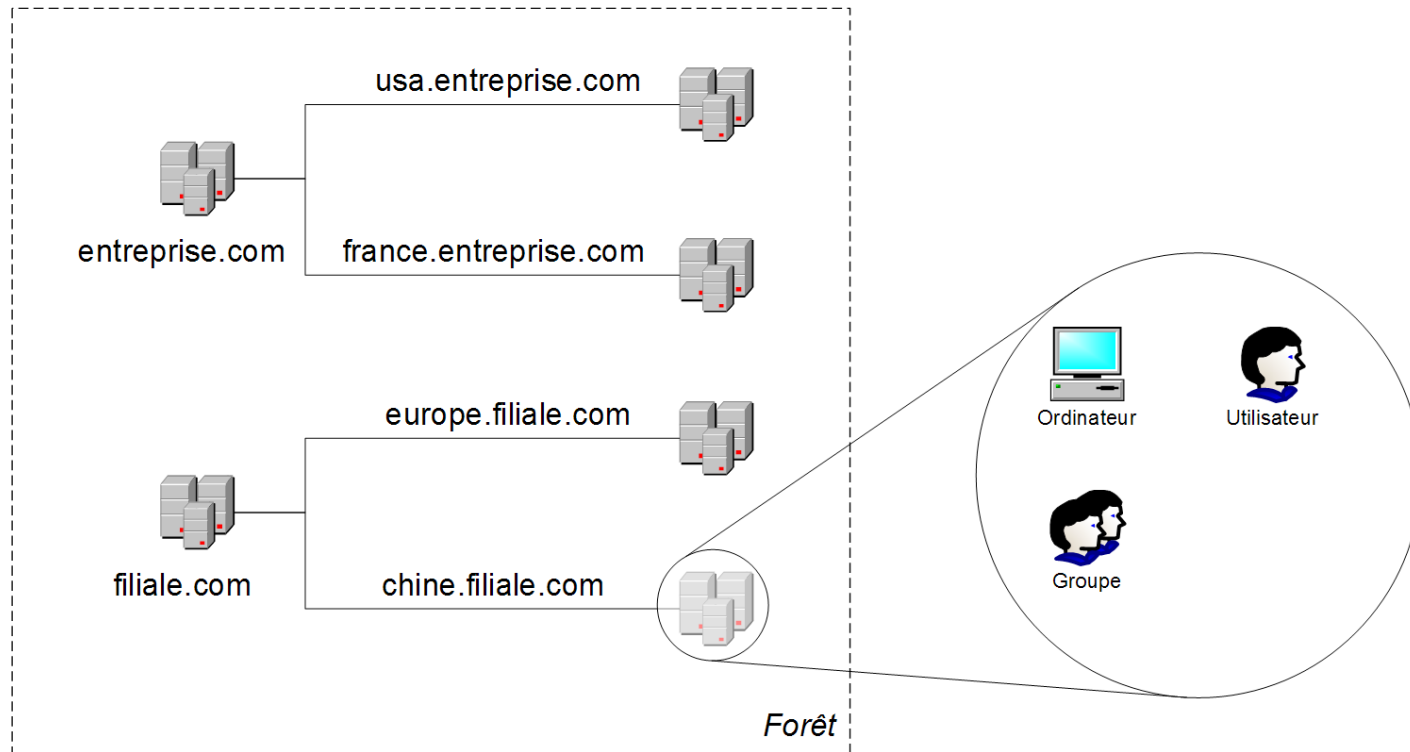 usa.entreprise.com
entreprise.com
france.entreprise.com
europe.filiale.com
filiale.com
chine.filiale.com
Forêt
Ordinateur
Utilisateur
Groupe